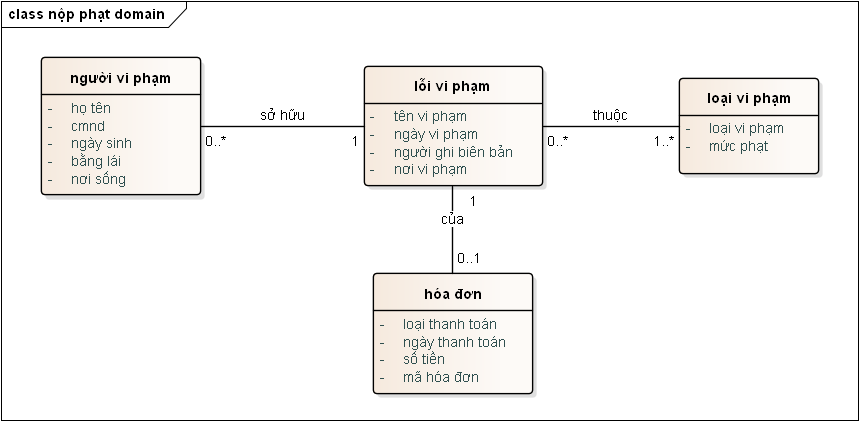 class nộp phạt domain
người vi phạm
- họ tên
- cmnd
- ngày sinh
- bằng lái
- nơi sống
sở hữu
0..*
1
lỗi vi phạm
- tên vi phạm
- ngày vi phạm
- người ghi biên bản
- nơi vi phạm
thuộc
0..*
1..*
loại vi phạm
- loại vi phạm
- mức phạt
1
của
0..1
hóa đơn
- loại thanh toán
- ngày thanh toán
- số tiền
- mã hóa đơn